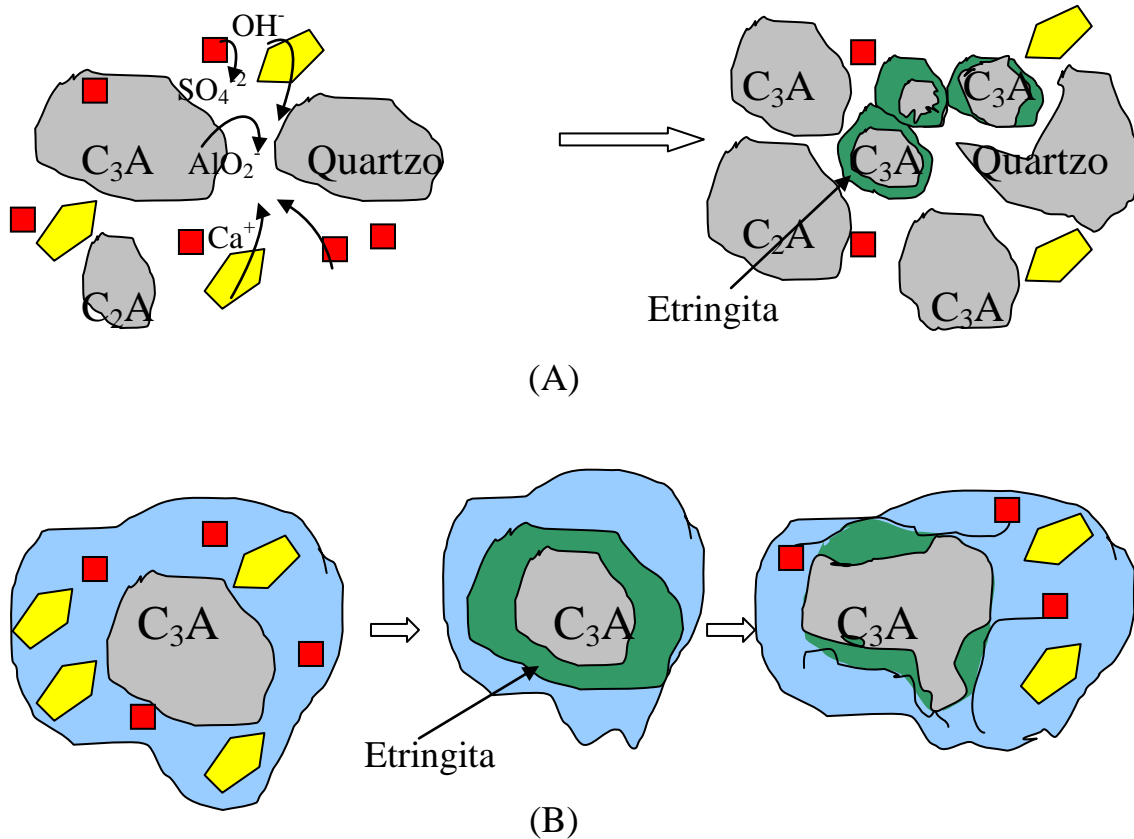 OH⁻
SO₄⁻²
C₃A AlO₂⁻ Quartzo
Ca⁺
C₂A
C₃A C₃A
C₃A Quartzo
C₂A
Etringita C₃A
(A)
C₃A C₃A C₃A
Etringita
(B)